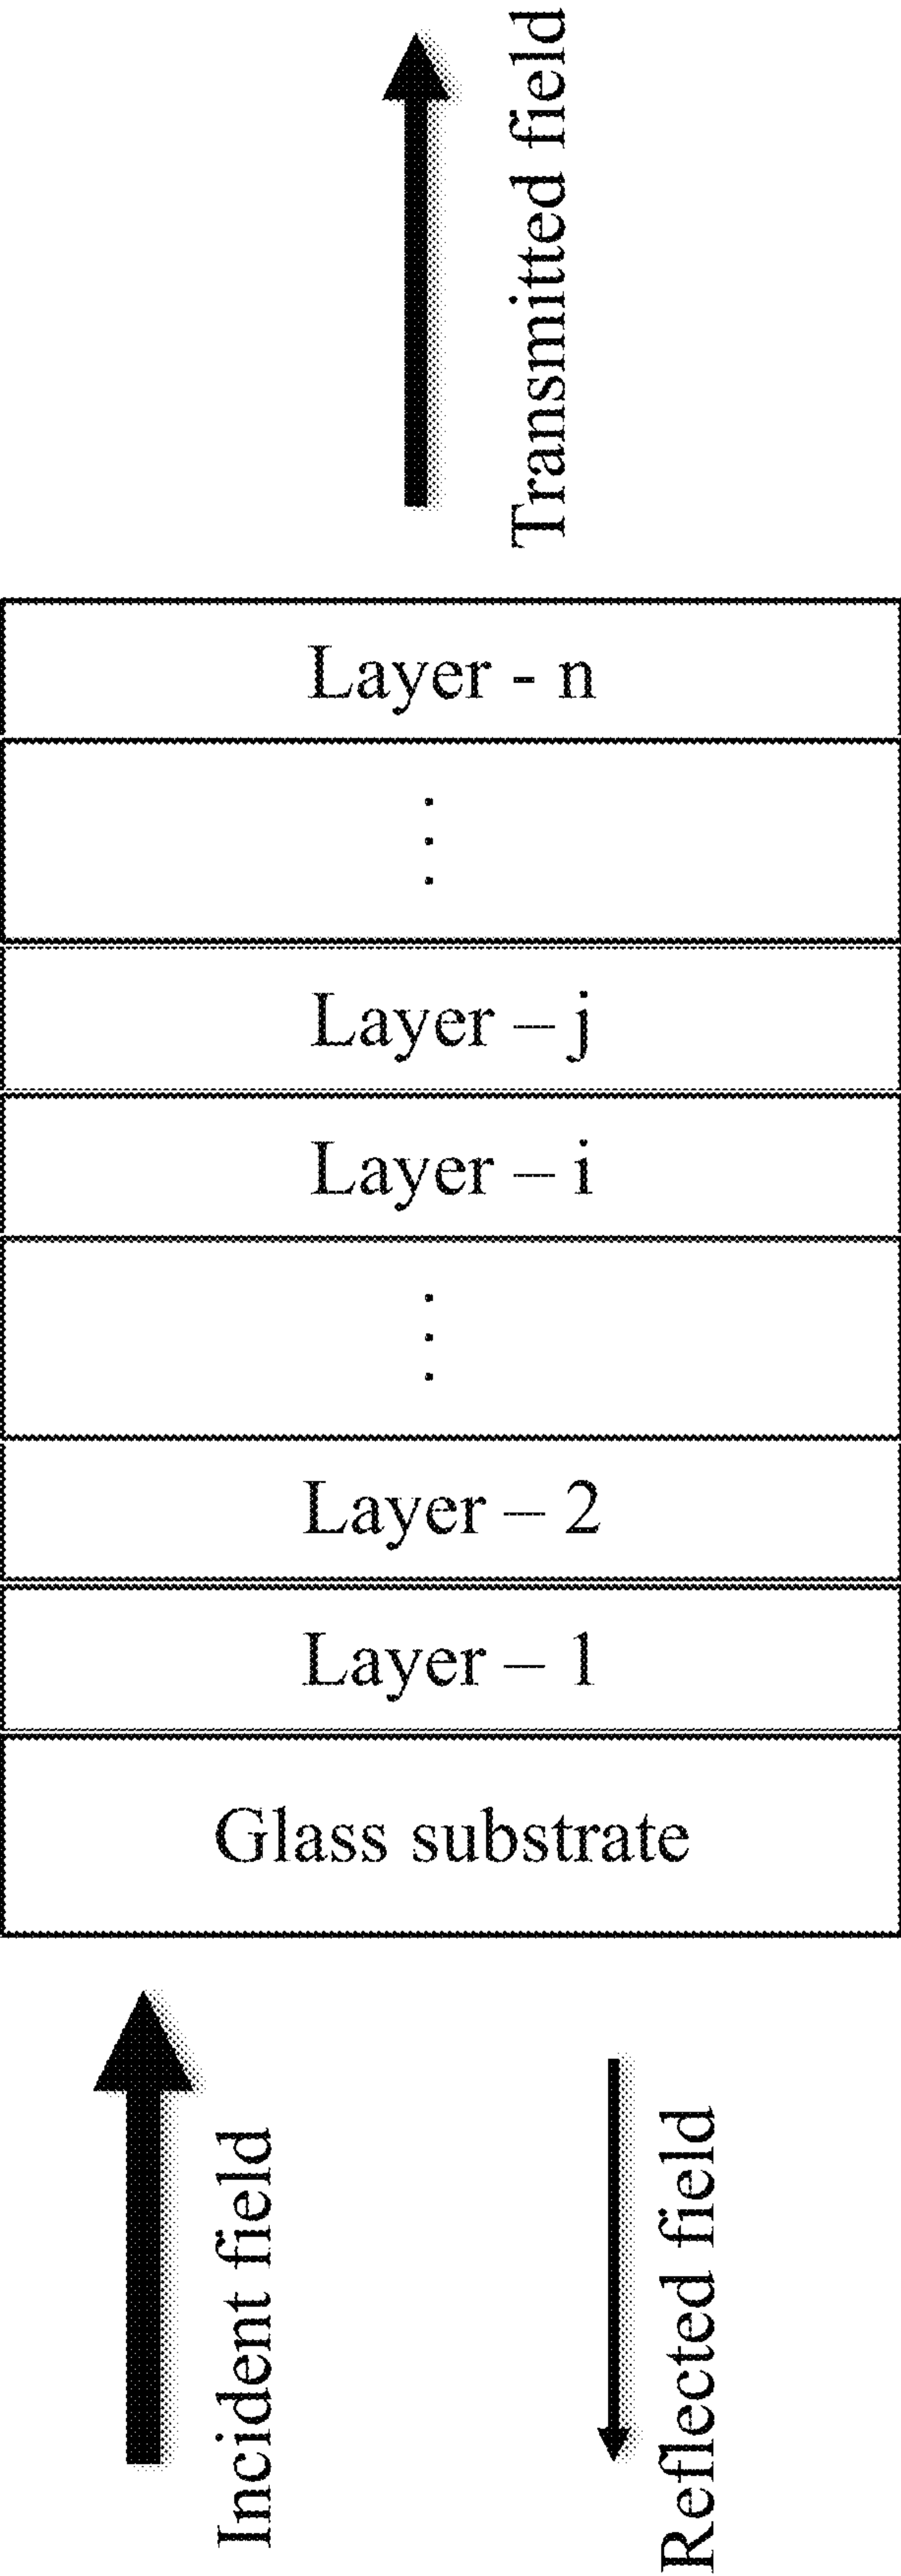 Transmitted field
Layer - n
Layer – j
Layer – i
Layer – 2
Layer – 1
Glass substrate
Incident field
Reflected field